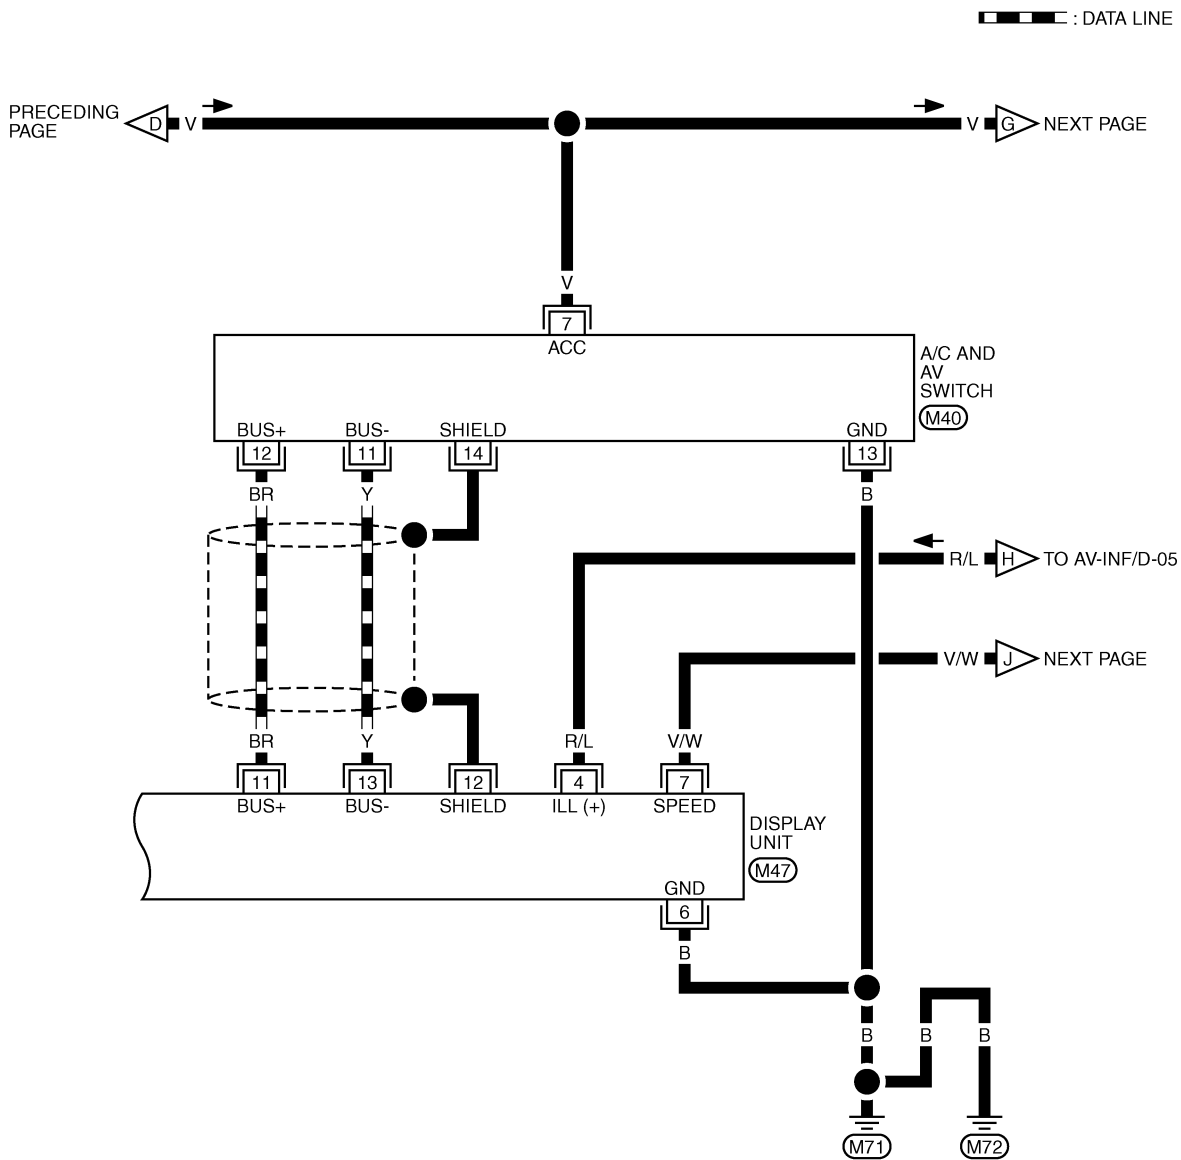 : DATA LINE
PRECEDING
PAGE
D
V
V
G
NEXT PAGE
V
7
ACC
A/C AND
AV
SWITCH
M40
BUS+
BUS-
SHIELD
GND
12
11
14
13
BR
Y
B
R/L
H
TO AV-INF/D-05
V/W
J
NEXT PAGE
BR
Y
R/L
V/W
11
13
12
4
7
BUS+
BUS-
SHIELD
ILL (+)
SPEED
DISPLAY
UNIT
M47
GND
6
B
B
B
B
M71
M72